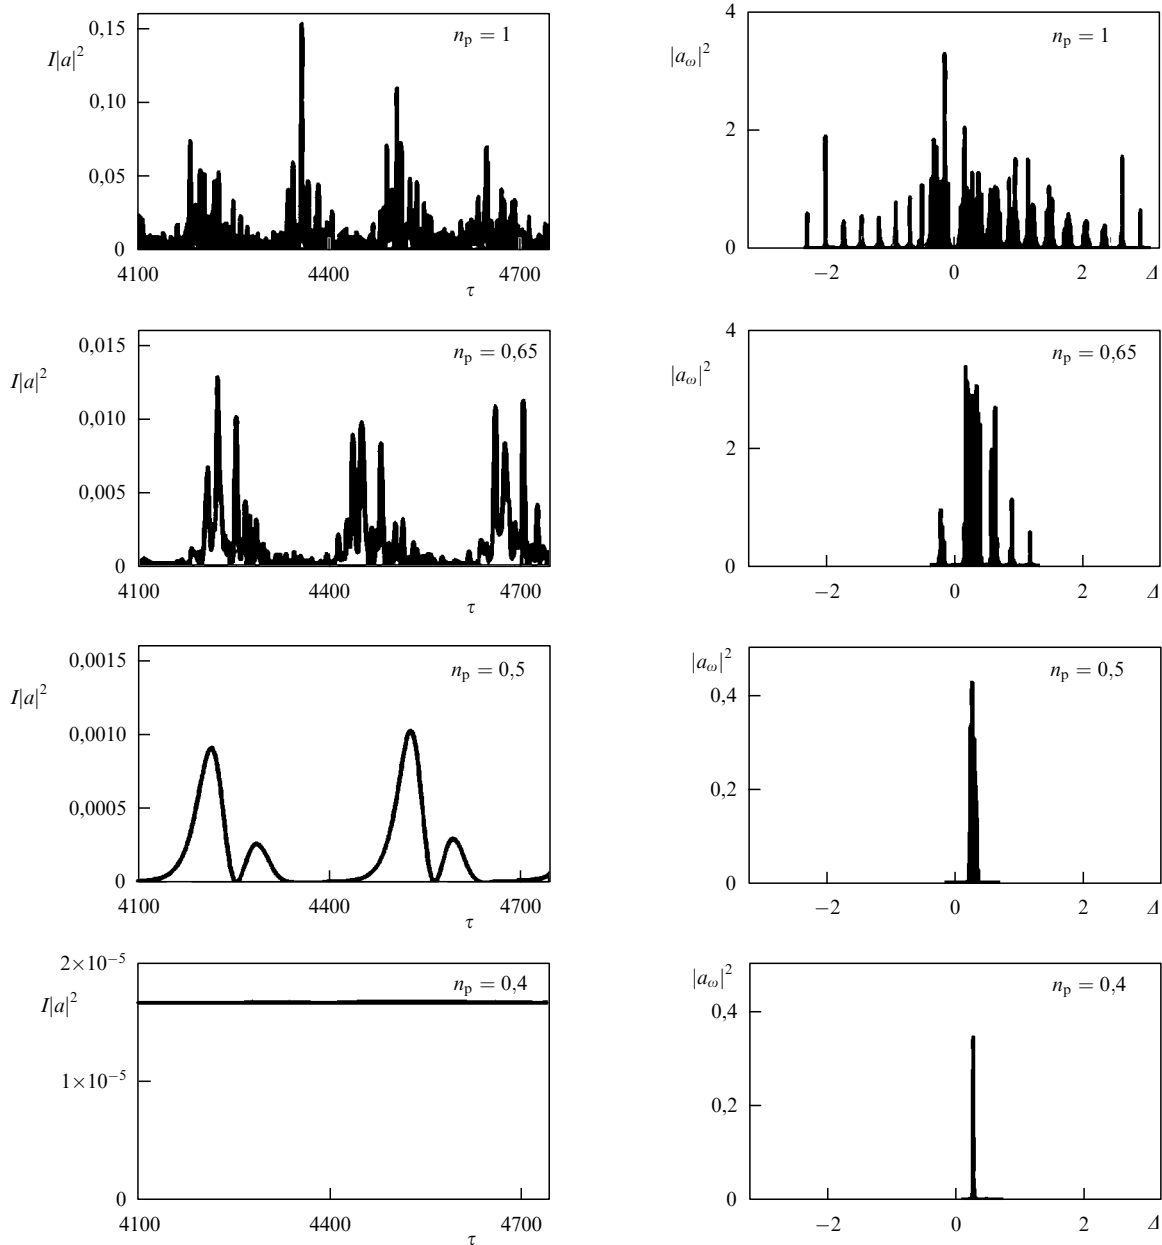 0,15
I|a|²
n_p = 1
0,10
0,05
0
4100
4400
4700
τ
4
|a_ω|²
n_p = 1
2
0
−2
0
2
Δ
0,015
I|a|²
n_p = 0,65
0,010
0,005
0
4100
4400
4700
τ
4
|a_ω|²
n_p = 0,65
2
0
−2
0
2
Δ
0,0015
I|a|²
n_p = 0,5
0,0010
0,0005
0
4100
4400
4700
τ
|a_ω|²
n_p = 0,5
0,4
0,2
0
−2
0
2
Δ
2×10⁻⁵
I|a|²
n_p = 0,4
1×10⁻⁵
0
4100
4400
4700
τ
|a_ω|²
n_p = 0,4
0,4
0,2
0
−2
0
2
Δ